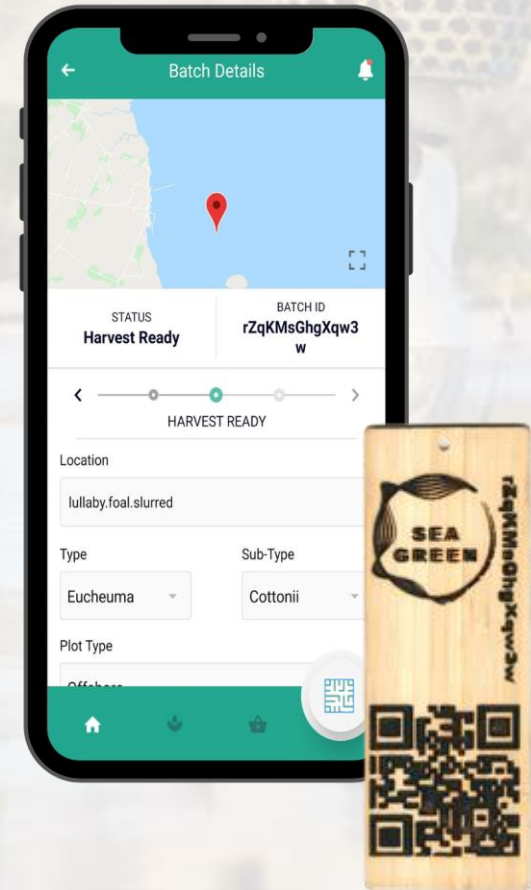 Batch Details
STATUS
Harvest Ready
BATCH ID
rZqKMsGhgXqw3
w
HARVEST READY
Location
lullaby.foal.slurred
Type
Sub-Type
Eucheuma
Cottonii
Plot Type
Offshore
SEA
GREEN
rZqKMsGhgXqw3w